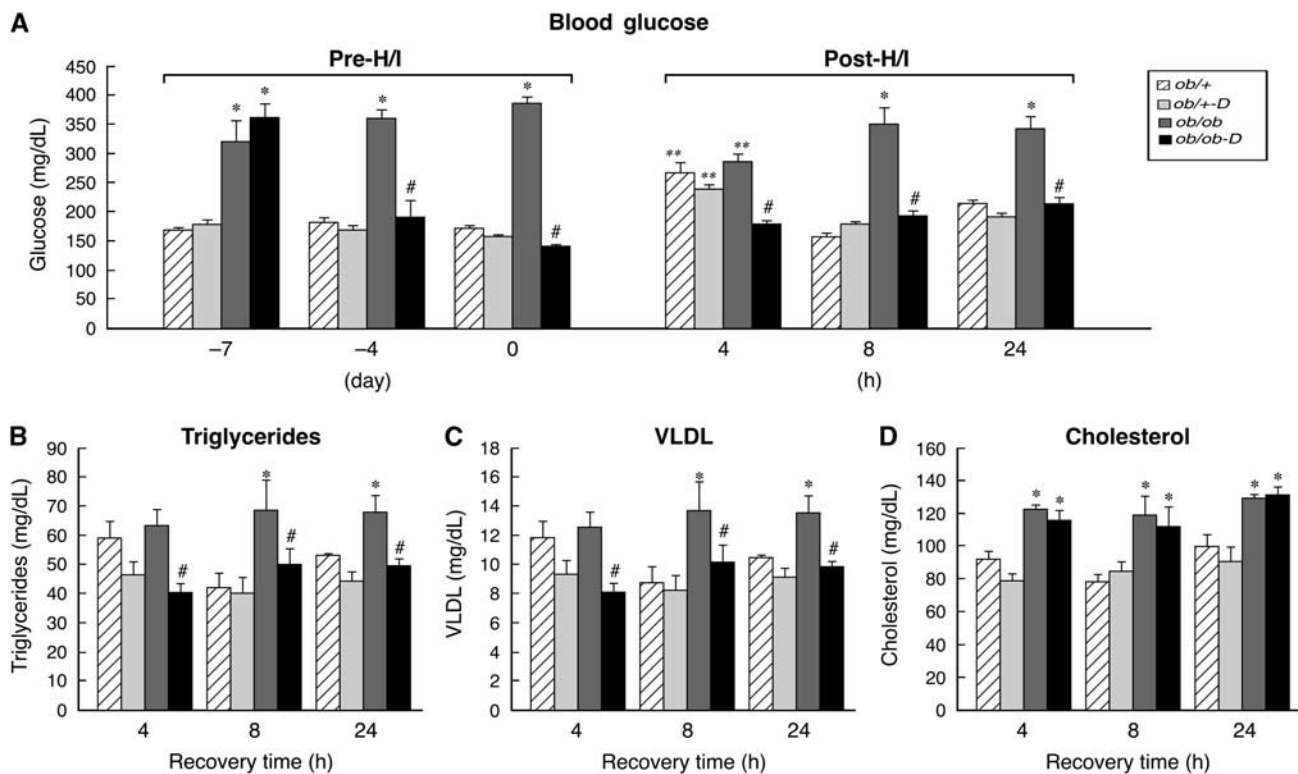 A
Blood glucose
Pre-H/I
Post-H/I
450
400
350
300
250
200
150
100
50
0
Glucose (mg/dL)
* * * # * # ** ** ** # * # * #
–7 –4 0 4 8 24
(day) (h)
ob/+
ob/+-D
ob/ob
ob/ob-D
B
Triglycerides
90
80
70
60
50
40
30
20
10
0
Triglycerides (mg/dL)
# * # * #
4 8 24
Recovery time (h)
C
VLDL
18
16
14
12
10
8
6
4
2
0
VLDL (mg/dL)
# * # * #
4 8 24
Recovery time (h)
D
Cholesterol
160
140
120
100
80
60
40
20
0
Cholesterol (mg/dL)
* * * * * *
4 8 24
Recovery time (h)